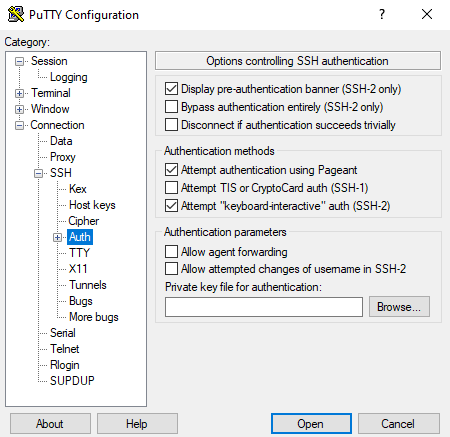 PuTTY Configuration
?
Category:
Session
Logging
Terminal
Window
Connection
Data
Proxy
SSH
Kex
Host keys
Cipher
Auth
TTY
X11
Tunnels
Bugs
More bugs
Serial
Telnet
Rlogin
SUPDUP
Options controlling SSH authentication
Display pre-authentication banner (SSH-2 only)
Bypass authentication entirely (SSH-2 only)
Disconnect if authentication succeeds trivially
Authentication methods
Attempt authentication using Pageant
Attempt TIS or CryptoCard auth (SSH-1)
Attempt "keyboard-interactive" auth (SSH-2)
Authentication parameters
Allow agent forwarding
Allow attempted changes of username in SSH-2
Private key file for authentication:
Browse...
About
Help
Open
Cancel